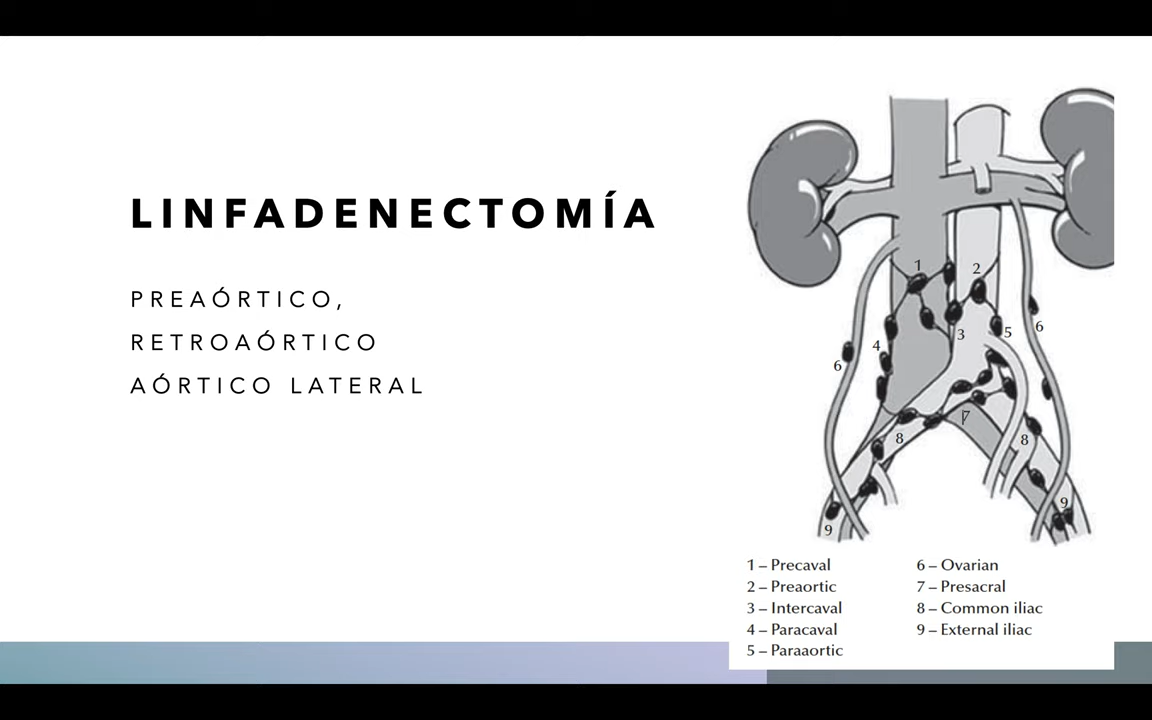 LINFADENECTOMÍA
PREAÓRTICO,
RETROAÓRTICO
AÓRTICO LATERAL
1
2
3
4
5
6
6
7
8
8
9
9
1 – Precaval
2 – Preaortic
3 – Intercaval
4 – Paracaval
5 – Paraaortic
6 – Ovarian
7 – Presacral
8 – Common iliac
9 – External iliac